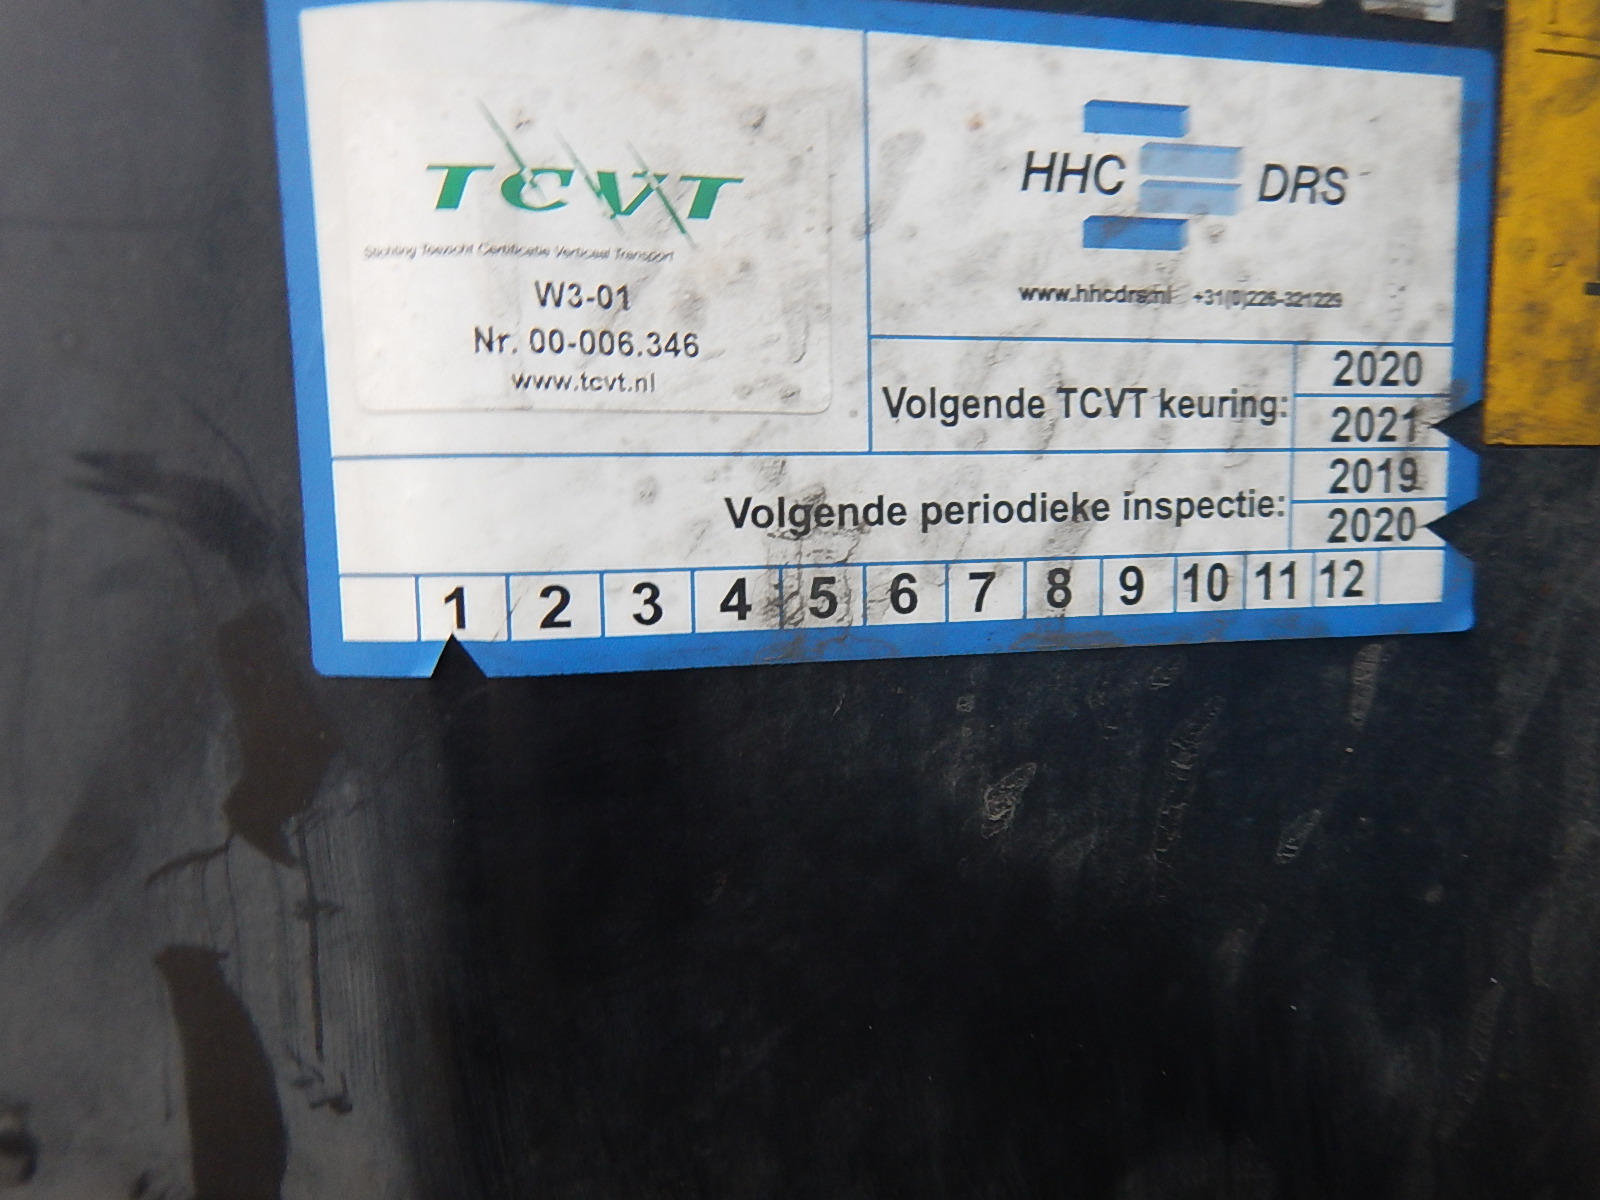 TCVT
Stichting Toezicht Certificatie Verticaal Transport
W3-01
Nr. 00-006.346
www.tcvt.nl
HHC DRS
www.hhcdrs.nl +31(0)226-321229
Volgende TCVT keuring:
2020
2021
Volgende periodieke inspectie:
2019
2020
1 2 3 4 5 6 7 8 9 10 11 12